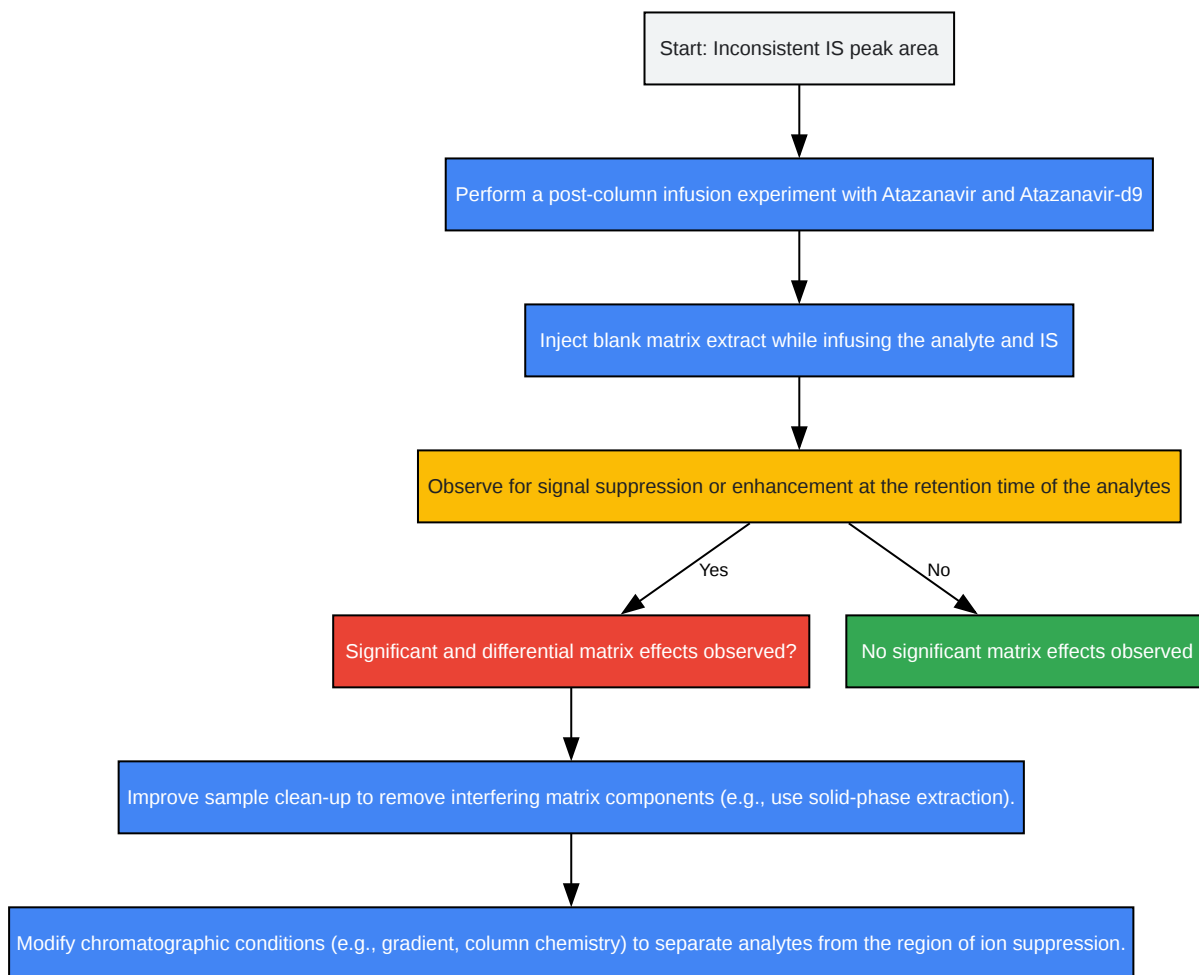 Start: Inconsistent IS peak area
Perform a post-column infusion experiment with Atazanavir and Atazanavir-d9
Inject blank matrix extract while infusing the analyte and IS
Observe for signal suppression or enhancement at the retention time of the analytes
Yes
No
Significant and differential matrix effects observed?
No significant matrix effects observed
Improve sample clean-up to remove interfering matrix components (e.g., use solid-phase extraction).
Modify chromatographic conditions (e.g., gradient, column chemistry) to separate analytes from the region of ion suppression.